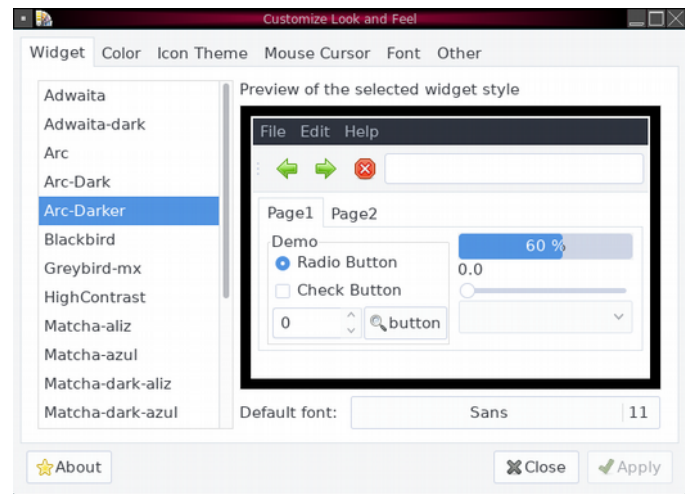 Customize Look and Feel
Widget Color Icon Theme Mouse Cursor Font Other
Adwaita
Adwaita-dark
Arc
Arc-Dark
Arc-Darker
Blackbird
Greybird-mx
HighContrast
Matcha-aliz
Matcha-azul
Matcha-dark-aliz
Matcha-dark-azul
Preview of the selected widget style
File Edit Help
Page1 Page2
Demo
Radio Button
Check Button
0 button
60 %
0.0
Default font: Sans 11
About Close Apply